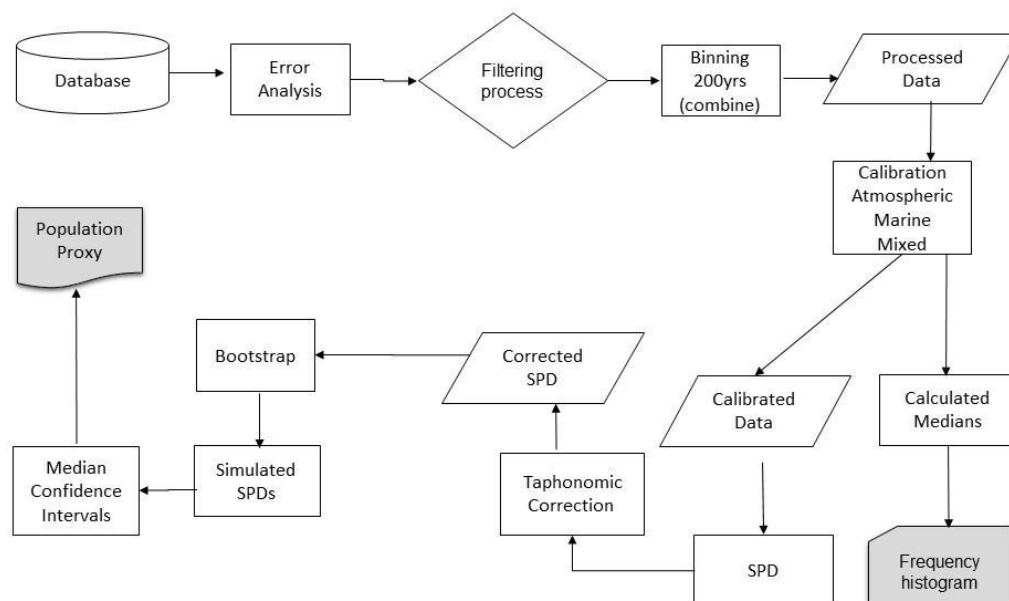 Database
Error
Analysis
Filtering
process
Binning
200yrs
(combine)
Processed
Data
Calibration
Atmospheric
Marine
Mixed
Population
Proxy
Bootstrap
Corrected
SPD
Calibrated
Data
Calculated
Medians
Median
Confidence
Intervals
Simulated
SPDs
Taphonomic
Correction
SPD
Frequency
histogram